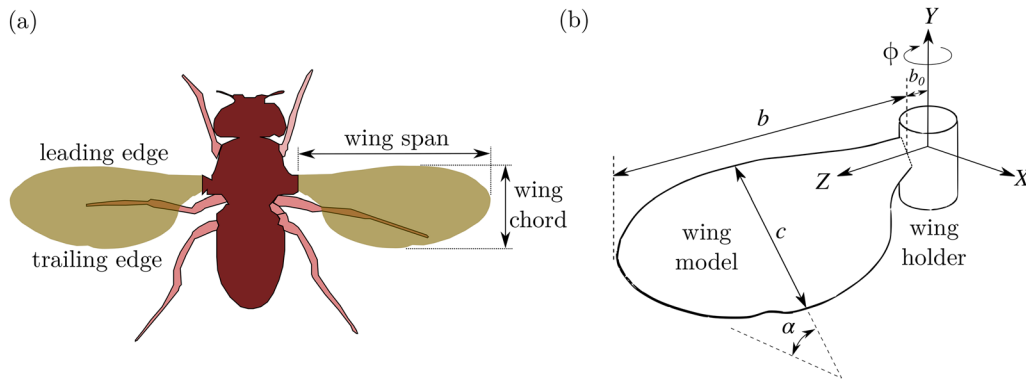 (a)
leading edge
trailing edge
wing span
wing
chord
(b)
Y
ϕ
b₀
b
Z
X
wing
model
c
wing
holder
α